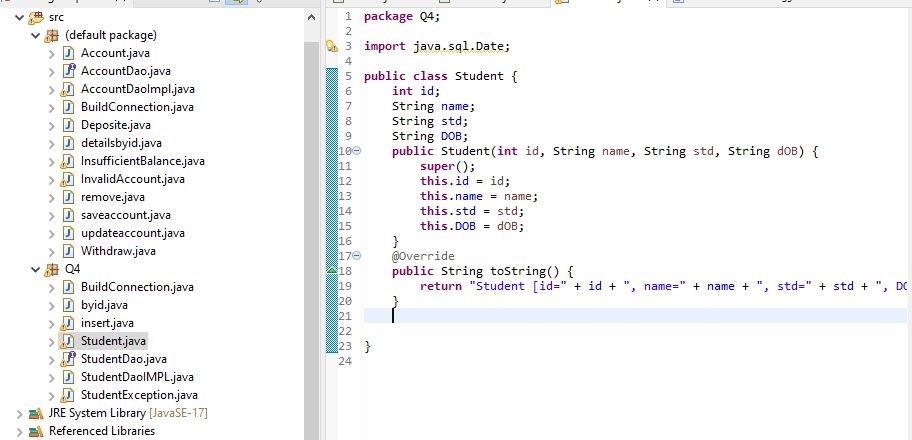 src
(default package)
Account.java
AccountDao.java
AccountDaoImpl.java
BuildConnection.java
Deposite.java
detailsbyid.java
InsufficientBalance.java
InvalidAccount.java
remove.java
saveaccount.java
updateaccount.java
Withdraw.java
Q4
BuildConnection.java
byid.java
insert.java
Student.java
StudentDao.java
StudentDaoIMPL.java
StudentException.java
JRE System Library [JavaSE-17]
Referenced Libraries
1 package Q4;
2
3 import java.sql.Date;
4
5 public class Student {
6 int id;
7 String name;
8 String std;
9 String DOB;
10 public Student(int id, String name, String std, String dOB) {
11 super();
12 this.id = id;
13 this.name = name;
14 this.std = std;
15 this.DOB = dOB;
16 }
17 @Override
18 public String toString() {
19 return "Student [id=" + id + ", name=" + name + ", std=" + std + ", DO
20 }
21
22
23 }
24